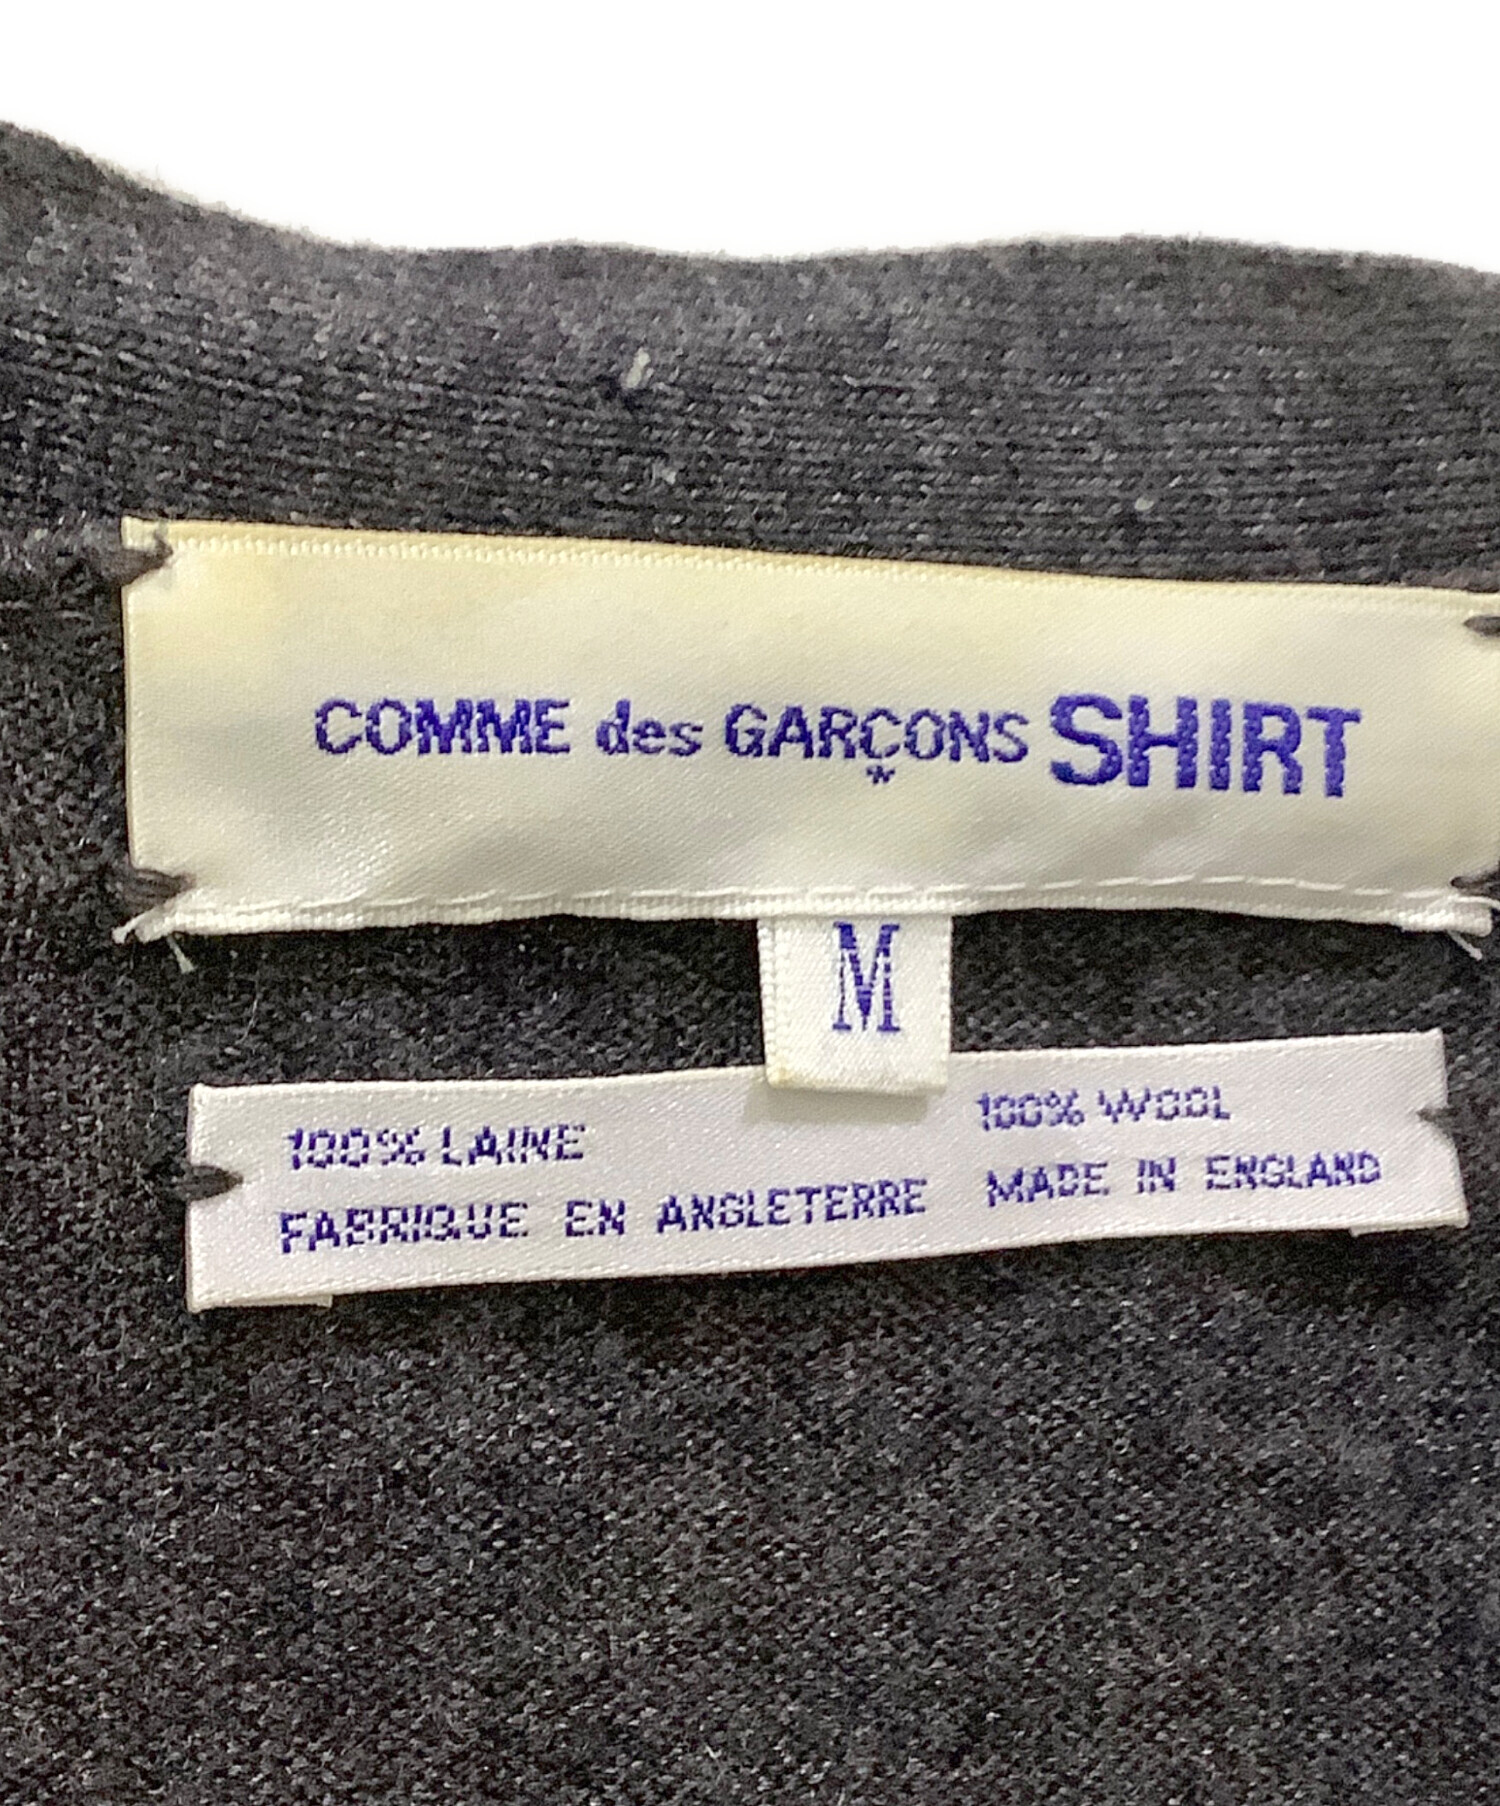 COMME des GARÇONS SHIRT
*
M
100% LAINE
FABRIQUE EN ANGLETERRE
100% WOOL
MADE IN ENGLAND